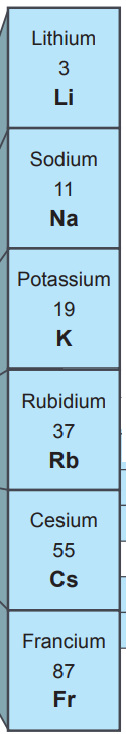 Lithium
3
Li
Sodium
11
Na
Potassium
19
K
Rubidium
37
Rb
Cesium
55
Cs
Francium
87
Fr